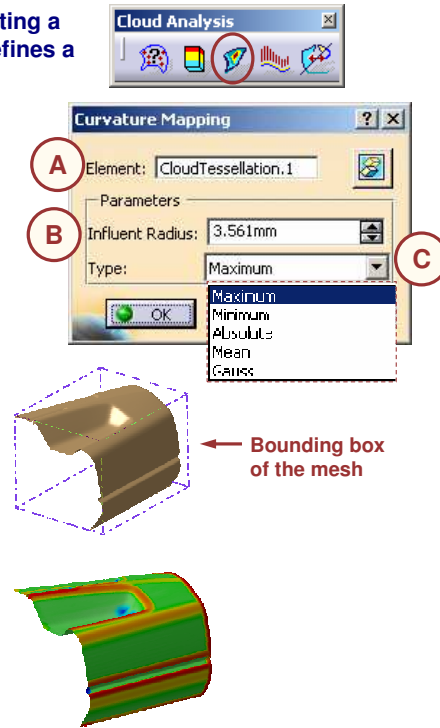 ting a
efines a
Cloud Analysis
Curvature Mapping
A
Element: CloudTessellation.1
Parameters
B
Influent Radius: 3.561mm
C
Type: Maximum
Maximum
Minimum
Absolute
Mean
Gauss
OK
Bounding box
of the mesh